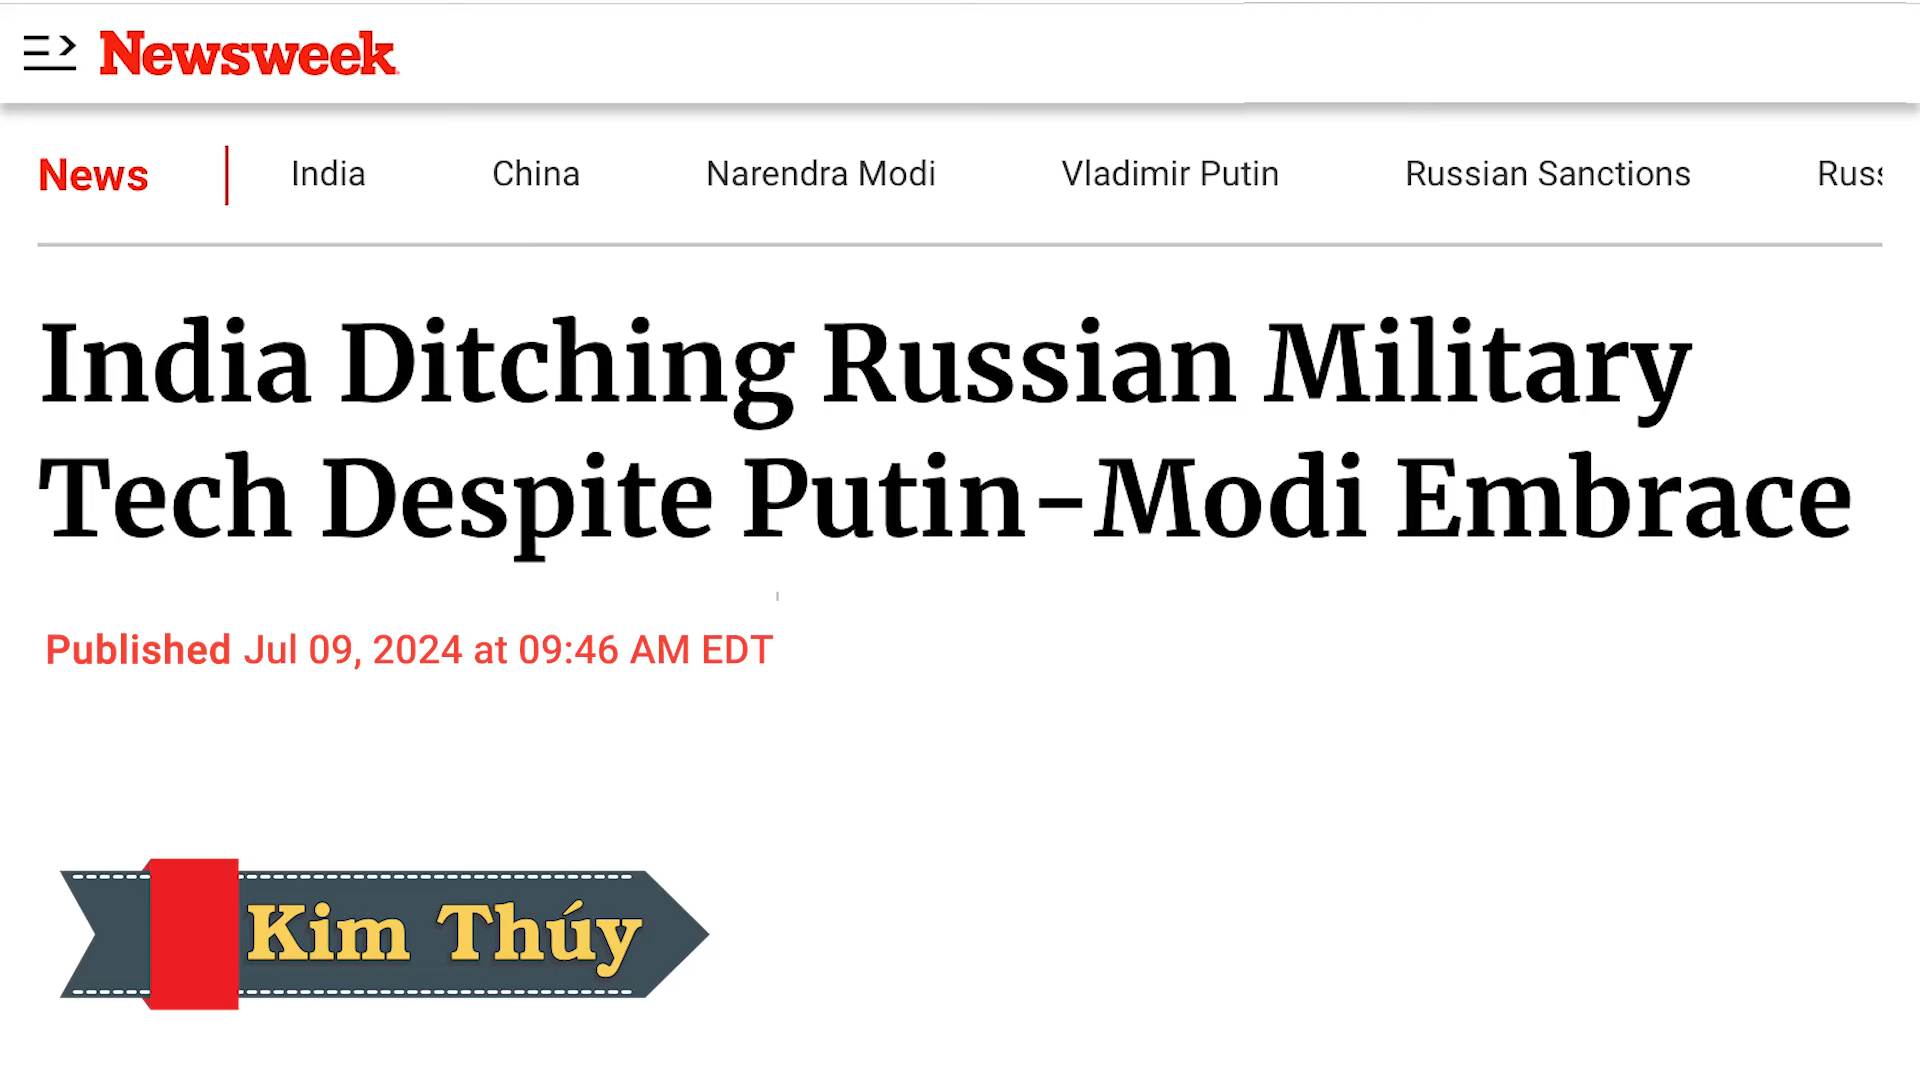 Newsweek
News India China Narendra Modi Vladimir Putin Russian Sanctions
India Ditching Russian Military
Tech Despite Putin-Modi Embrace
Published Jul 09, 2024 at 09:46 AM EDT
Kim Thúy